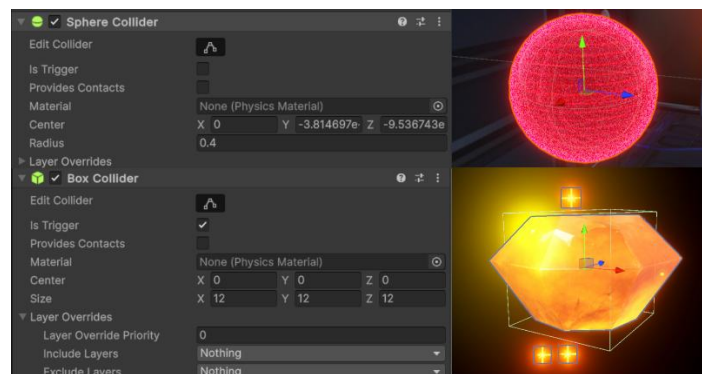 Sphere Collider
Edit Collider
Is Trigger
Provides Contacts
Material None (Physics Material)
Center X 0 Y -3.814697e- Z -9.536743e
Radius 0.4
Layer Overrides
Box Collider
Edit Collider
Is Trigger
Provides Contacts
Material None (Physics Material)
Center X 0 Y 0 Z 0
Size X 12 Y 12 Z 12
Layer Overrides
Layer Override Priority 0
Include Layers Nothing
Exclude Layers Nothing